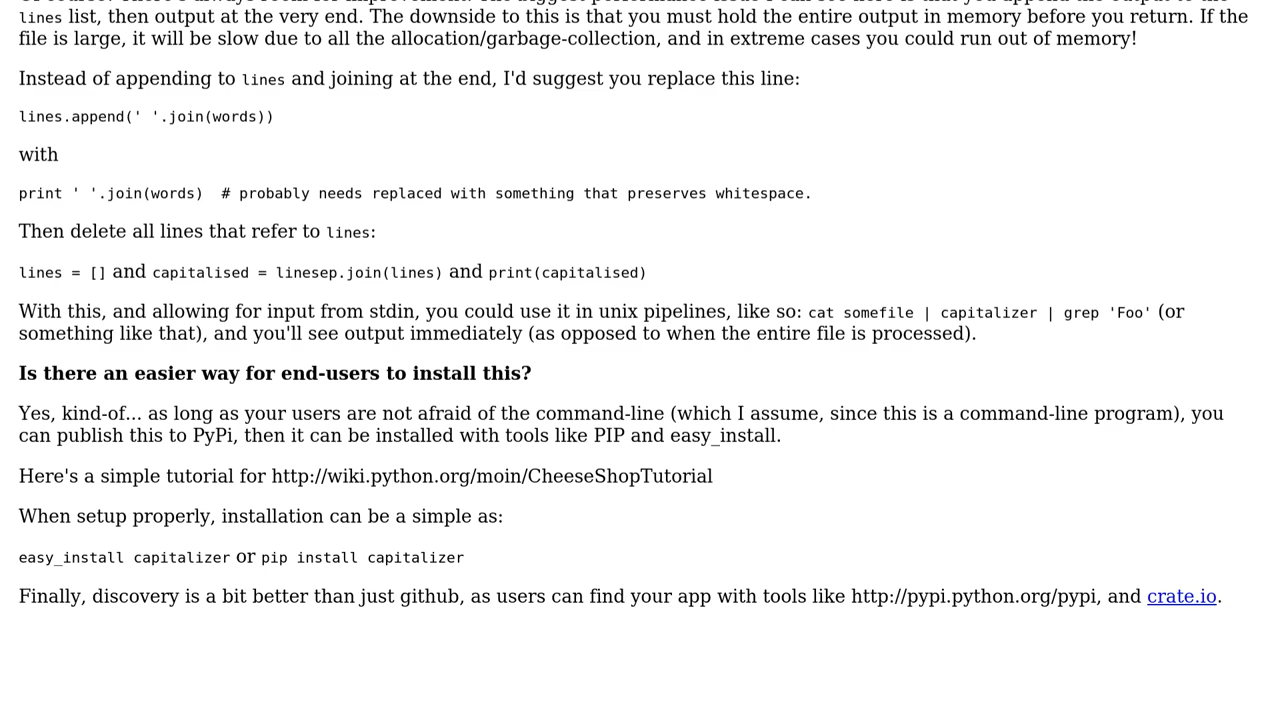 lines list, then output at the very end. The downside to this is that you must hold the entire output in memory before you return. If the
file is large, it will be slow due to all the allocation/garbage-collection, and in extreme cases you could run out of memory!
Instead of appending to lines and joining at the end, I'd suggest you replace this line:
lines.append(' '.join(words))
with
print ' '.join(words)  # probably needs replaced with something that preserves whitespace.
Then delete all lines that refer to lines:
lines = [] and capitalised = linesep.join(lines) and print(capitalised)
With this, and allowing for input from stdin, you could use it in unix pipelines, like so: cat somefile | capitalizer | grep 'Foo' (or
something like that), and you'll see output immediately (as opposed to when the entire file is processed).
Is there an easier way for end-users to install this?
Yes, kind-of... as long as your users are not afraid of the command-line (which I assume, since this is a command-line program), you
can publish this to PyPi, then it can be installed with tools like PIP and easy_install.
Here's a simple tutorial for http://wiki.python.org/moin/CheeseShopTutorial
When setup properly, installation can be a simple as:
easy_install capitalizer or pip install capitalizer
Finally, discovery is a bit better than just github, as users can find your app with tools like http://pypi.python.org/pypi, and crate.io.